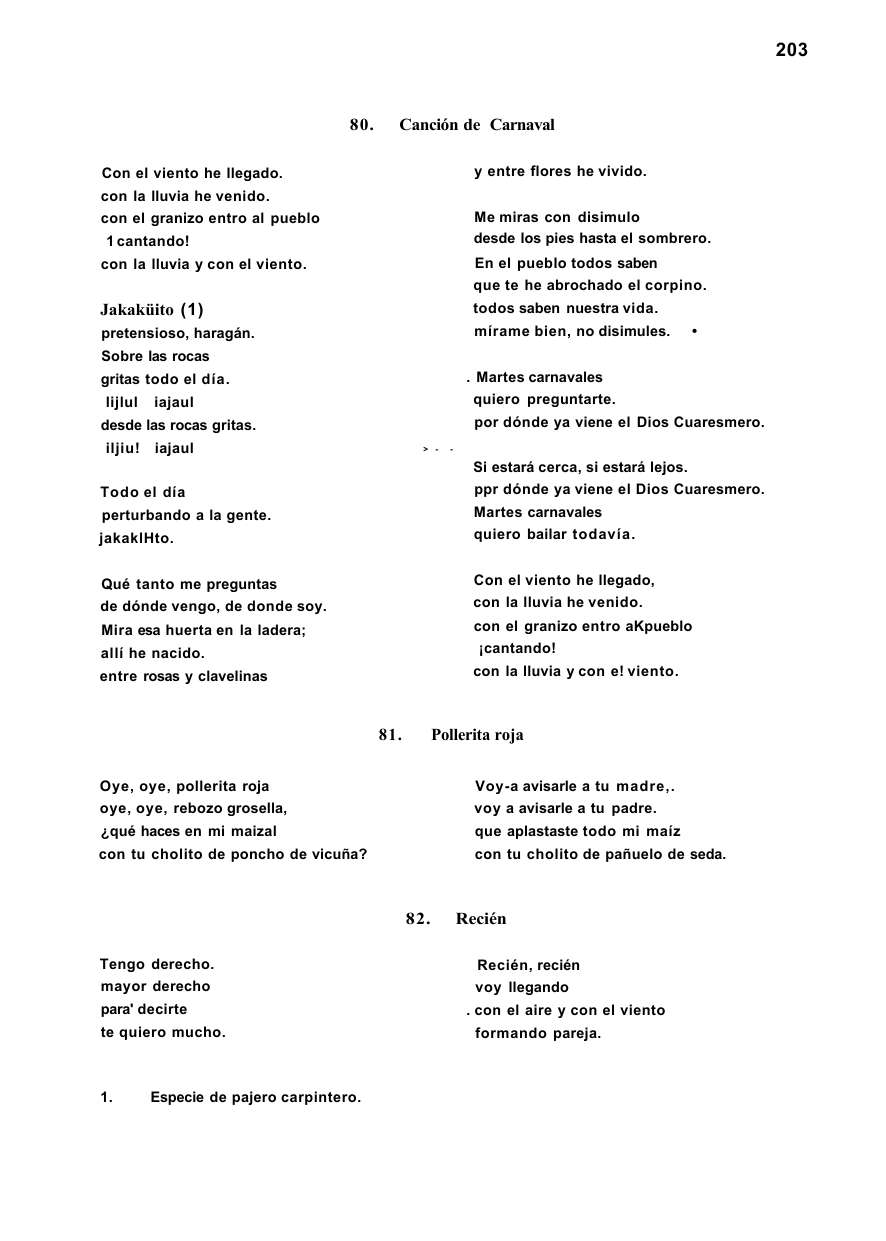 203
80. Canción de Carnaval
Con el viento he llegado.
con la lluvia he venido.
con el granizo entro al pueblo
1 cantando!
con la lluvia y con el viento.
Jakaküito (1)
pretensioso, haragán.
Sobre las rocas
gritas todo el día.
Iijlul iajaul
desde las rocas gritas.
iljiu! iajaul
Todo el día
perturbando a la gente.
jakaklHto.
Qué tanto me preguntas
de dónde vengo, de donde soy.
Mira esa huerta en la ladera;
allí he nacido.
entre rosas y clavelinas
y entre flores he vivido.
Me miras con disimulo
desde los pies hasta el sombrero.
En el pueblo todos saben
que te he abrochado el corpino.
todos saben nuestra vida.
mírame bien, no disimules. •
. Martes carnavales
quiero preguntarte.
por dónde ya viene el Dios Cuaresmero.
> - -
Si estará cerca, si estará lejos.
ppr dónde ya viene el Dios Cuaresmero.
Martes carnavales
quiero bailar todavía.
Con el viento he llegado,
con la lluvia he venido.
con el granizo entro aKpueblo
¡cantando!
con la lluvia y con e! viento.
81. Pollerita roja
Oye, oye, pollerita roja
oye, oye, rebozo grosella,
¿qué haces en mi maizal
con tu cholito de poncho de vicuña?
Voy-a avisarle a tu madre,.
voy a avisarle a tu padre.
que aplastaste todo mi maíz
con tu cholito de pañuelo de seda.
82. Recién
Tengo derecho.
mayor derecho
para' decirte
te quiero mucho.
Recién, recién
voy llegando
. con el aire y con el viento
formando pareja.
1. Especie de pajero carpintero.